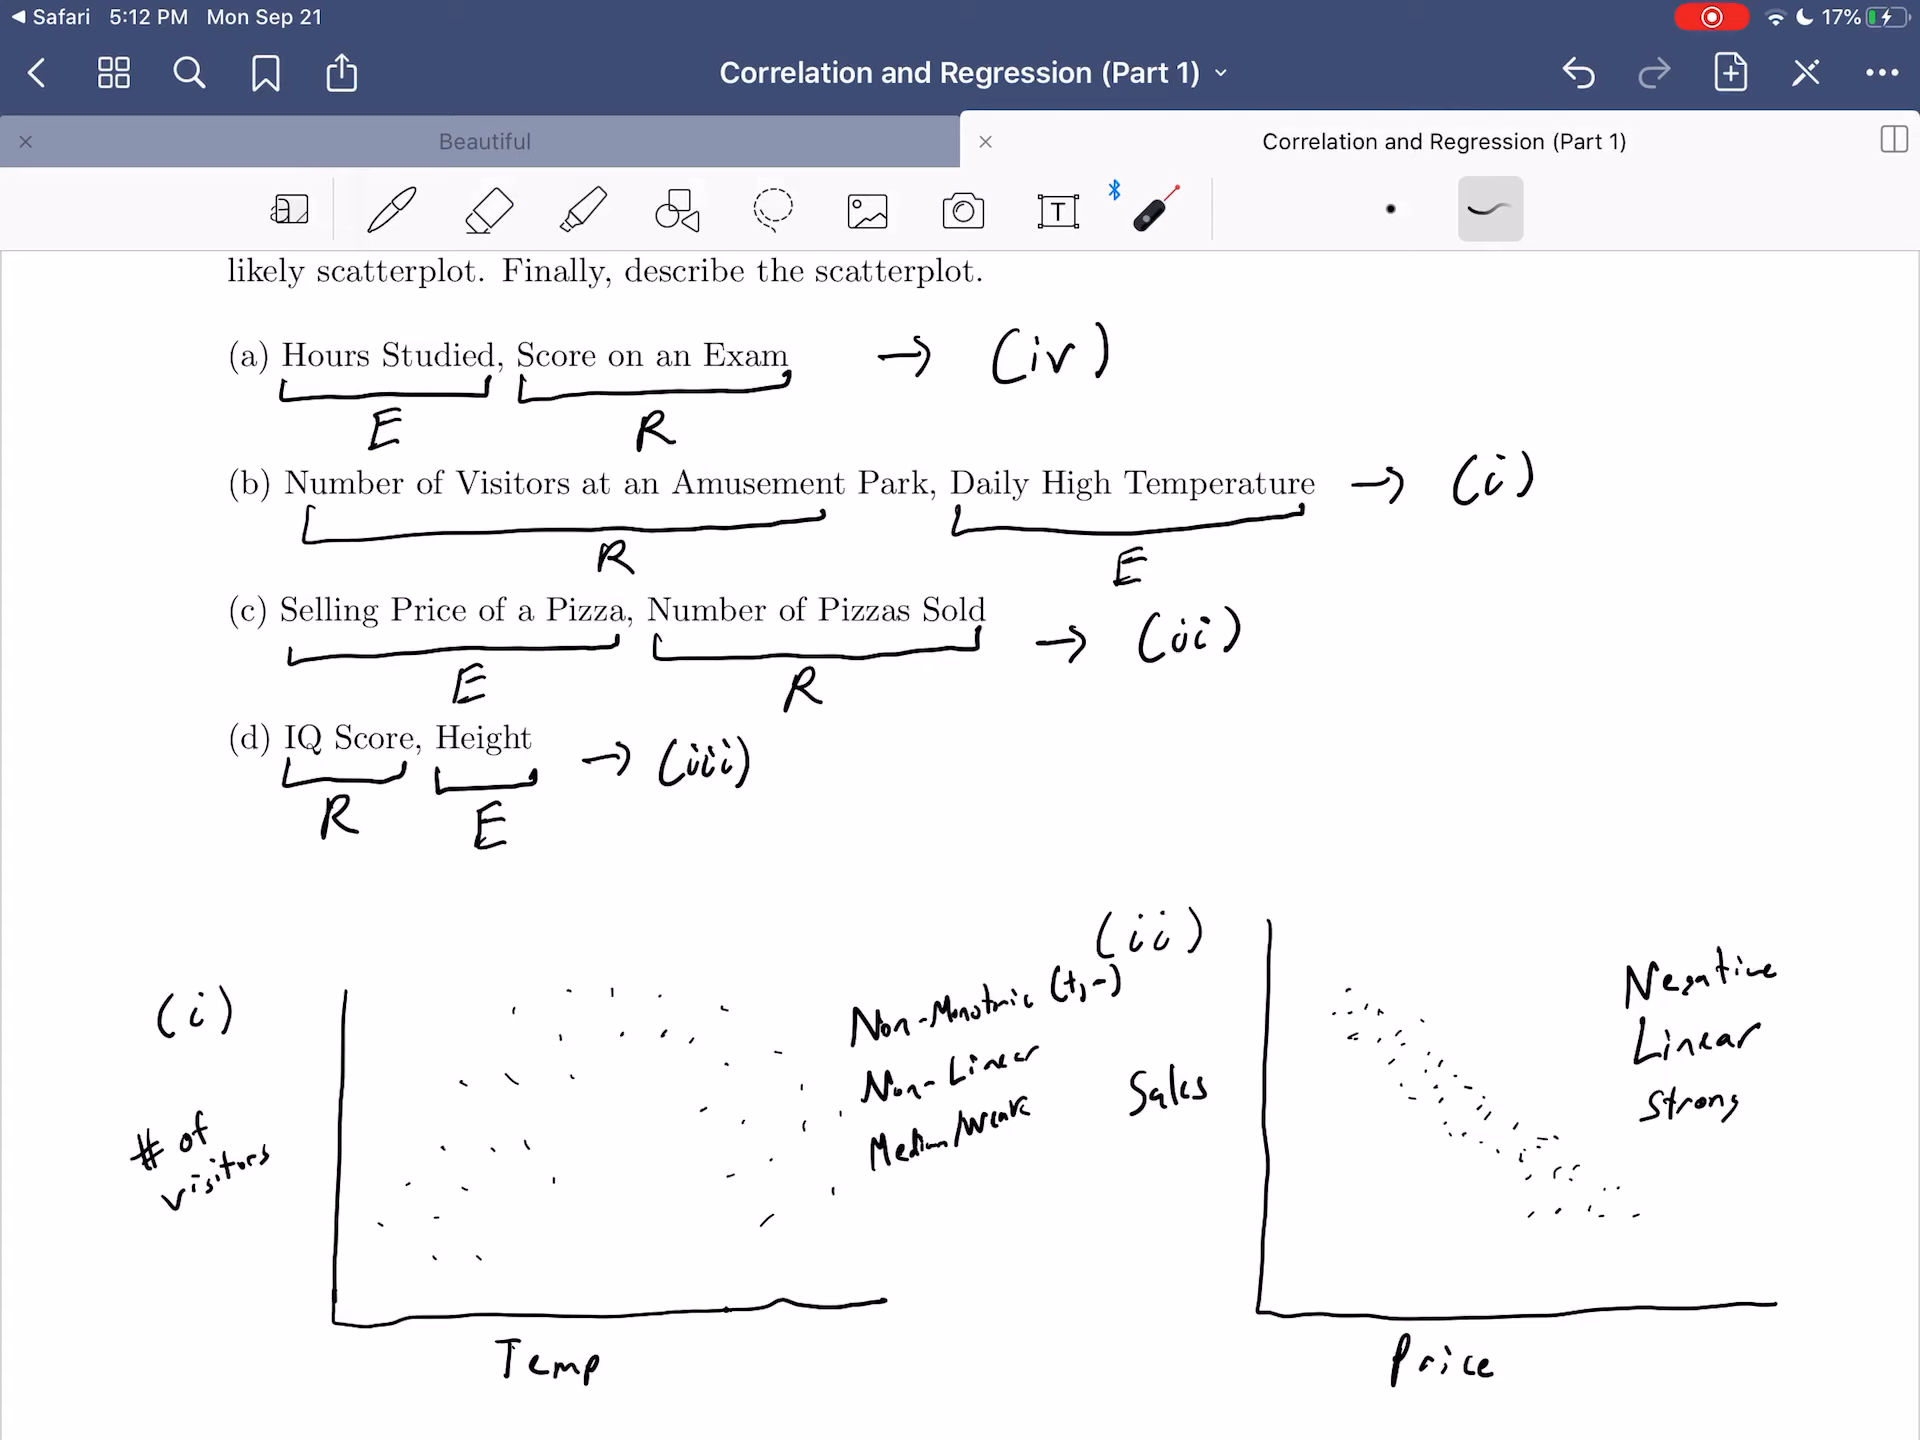 Safari 5:12 PM Mon Sep 21
17%
Correlation and Regression (Part 1)
Beautiful
Correlation and Regression (Part 1)
T
likely scatterplot. Finally, describe the scatterplot.
(a) Hours Studied, Score on an Exam → (iv)
E R
(b) Number of Visitors at an Amusement Park, Daily High Temperature → (i)
R E
(c) Selling Price of a Pizza, Number of Pizzas Sold → (ii)
E R
(d) IQ Score, Height → (iii)
R E
(i)
# of
visitors
Non-Monotonic (+,-)
Non-Linear
Medium/Weak
Temp
(ii)
Sales
Negative
Linear
Strong
Price